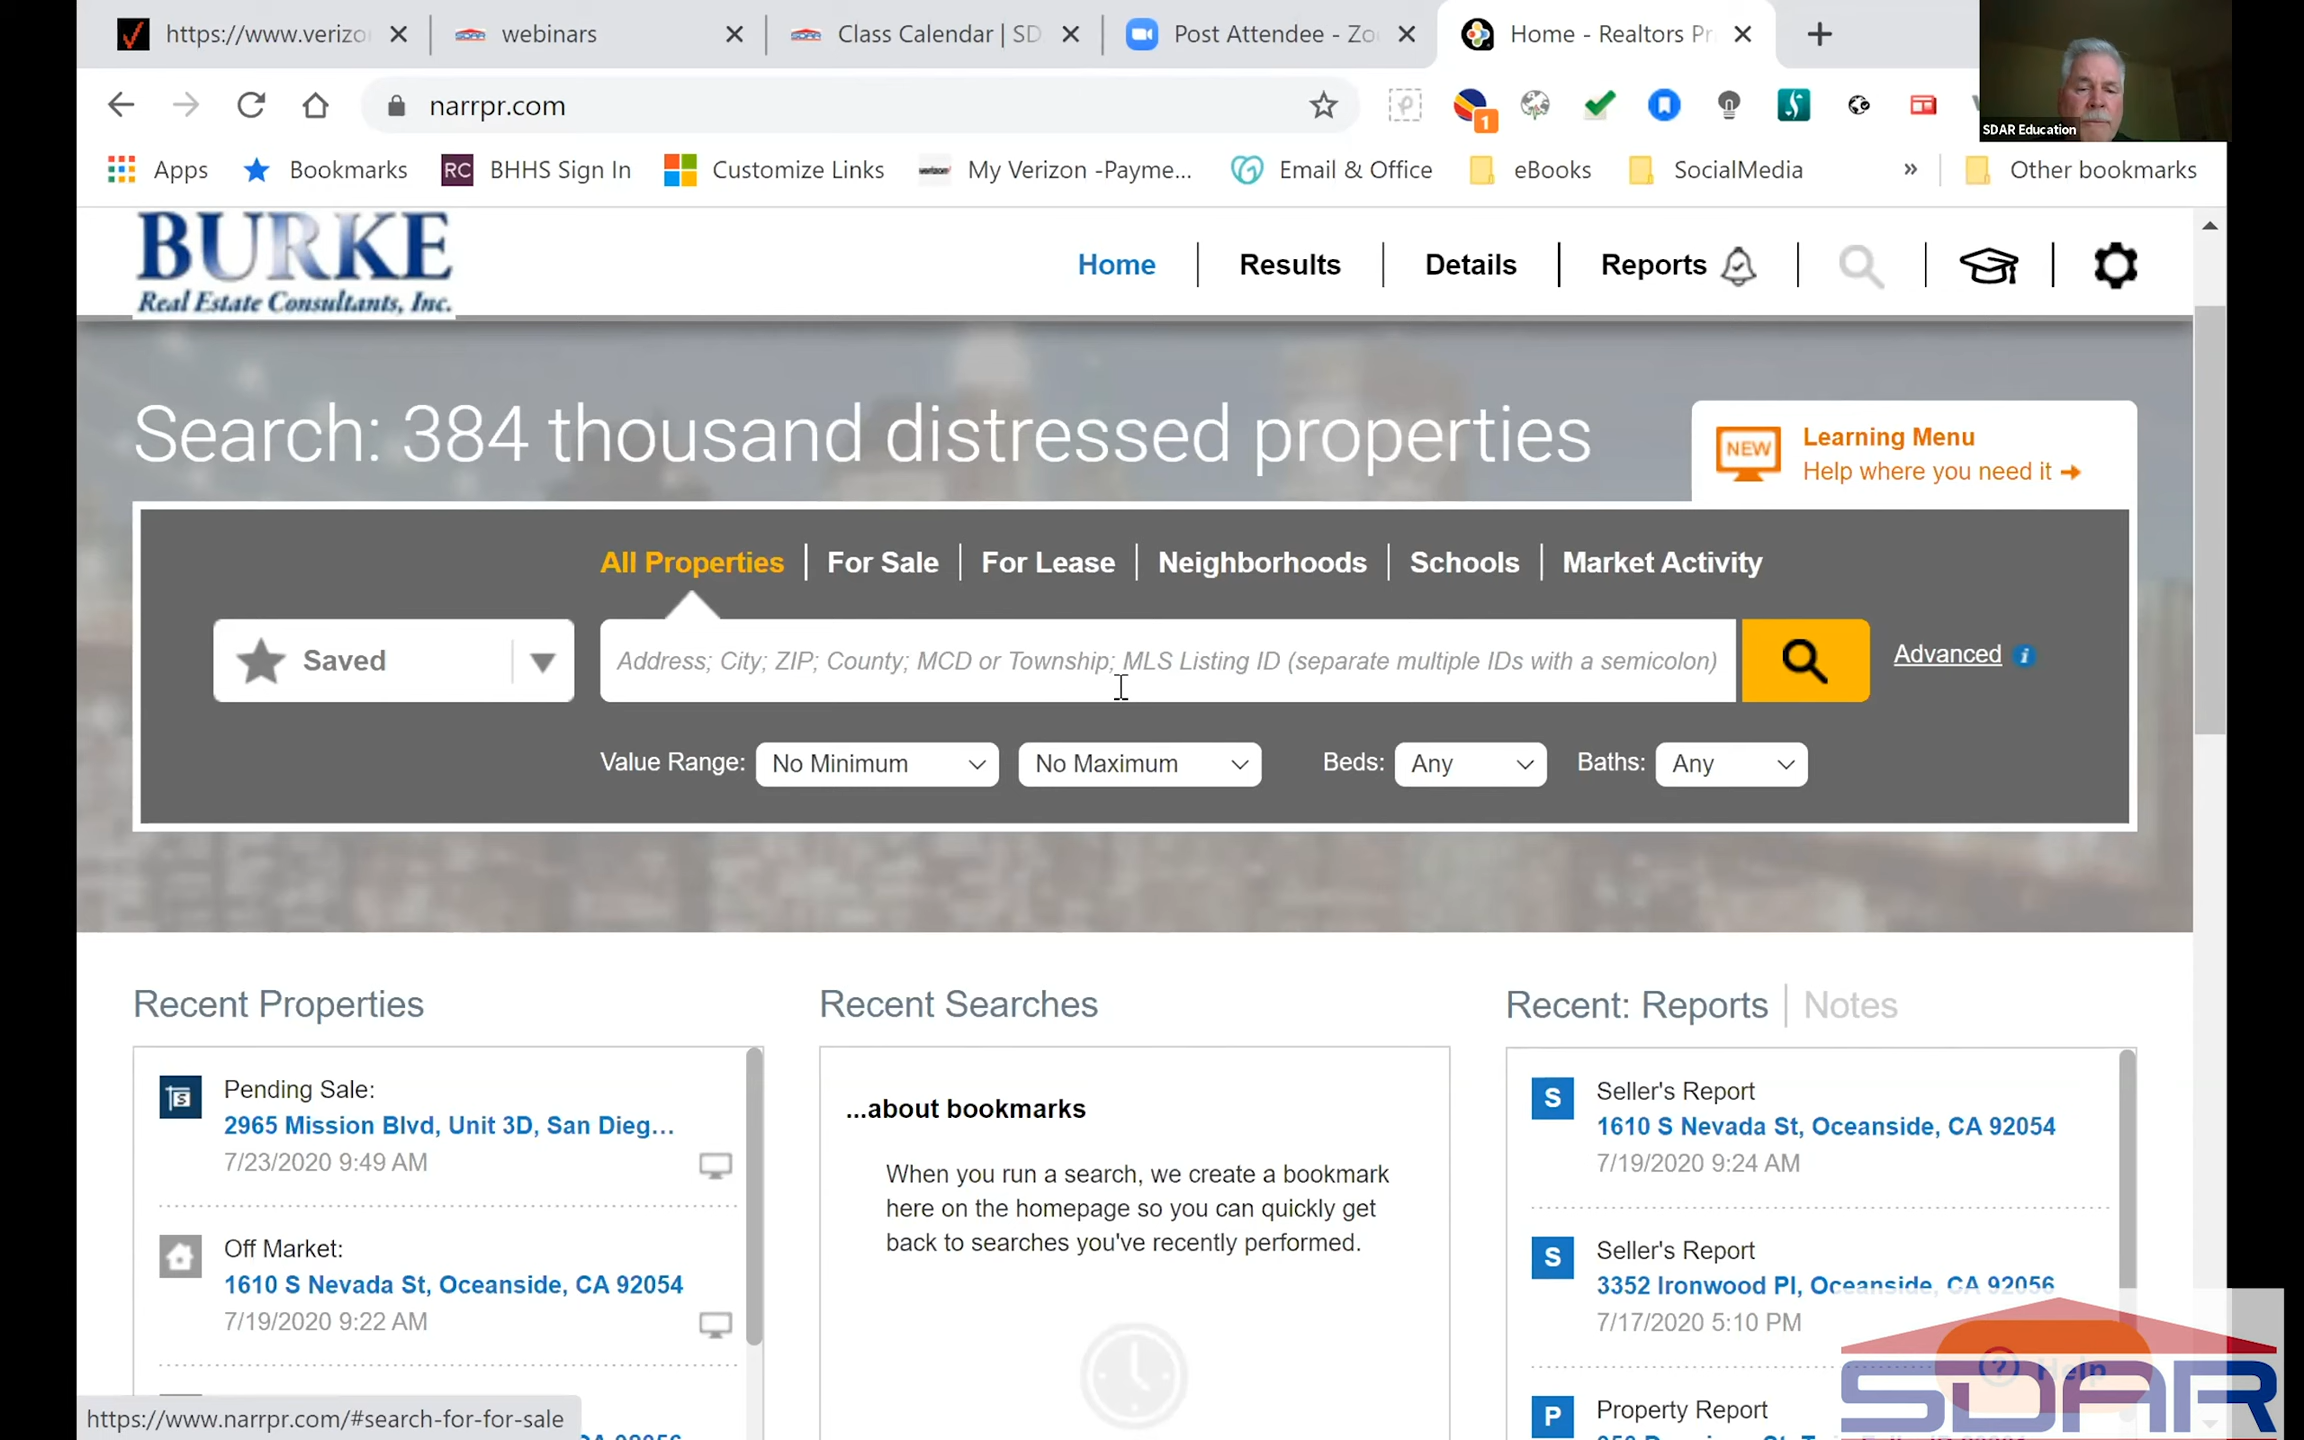 https://www.verizo
webinars
Class Calendar | SD
Post Attendee - Zo
Home - Realtors Pr
narrpr.com
1
SDAR Education
Apps
Bookmarks
RC
BHHS Sign In
Customize Links
verizon
My Verizon -Payme...
Email & Office
eBooks
SocialMedia
»
Other bookmarks
BURKE
Real Estate Consultants, Inc.
Home
Results
Details
Reports
Search: 384 thousand distressed properties
NEW
Learning Menu
Help where you need it
All Properties
For Sale
For Lease
Neighborhoods
Schools
Market Activity
Saved
Address; City; ZIP; County; MCD or Township; MLS Listing ID (separate multiple IDs with a semicolon)
Advanced
i
Value Range:
No Minimum
No Maximum
Beds:
Any
Baths:
Any
Recent Properties
Pending Sale:
2965 Mission Blvd, Unit 3D, San Dieg...
7/23/2020 9:49 AM
Off Market:
1610 S Nevada St, Oceanside, CA 92054
7/19/2020 9:22 AM
https://www.narrpr.com/#search-for-for-sale
Recent Searches
...about bookmarks
When you run a search, we create a bookmark
here on the homepage so you can quickly get
back to searches you've recently performed.
Recent: Reports | Notes
S
Seller's Report
1610 S Nevada St, Oceanside, CA 92054
7/19/2020 9:24 AM
S
Seller's Report
3352 Ironwood Pl, Oceanside, CA 92056
7/17/2020 5:10 PM
P
Property Report
Help
SDAR